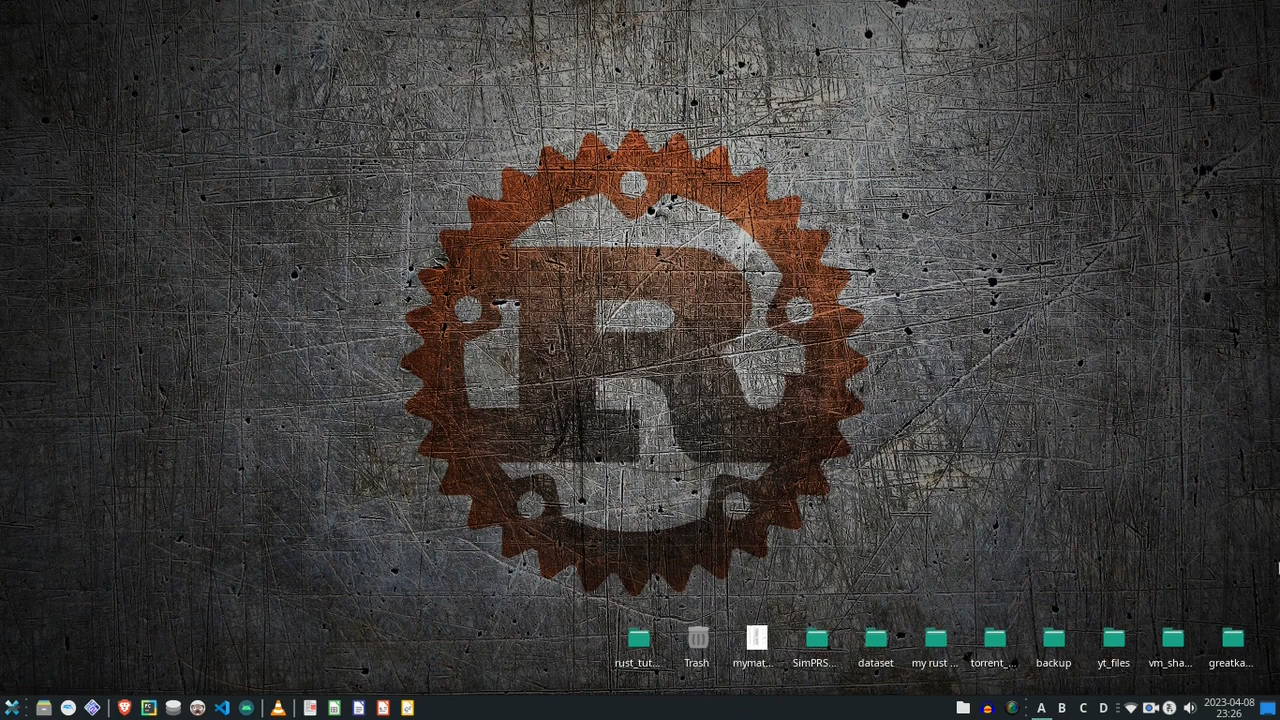 R
rust_tut...
Trash
mymat...
SimPRS...
dataset
my rust ...
torrent_...
backup
yt_files
vm_sha...
greatka...
A B C D
2023-04-08
23:26